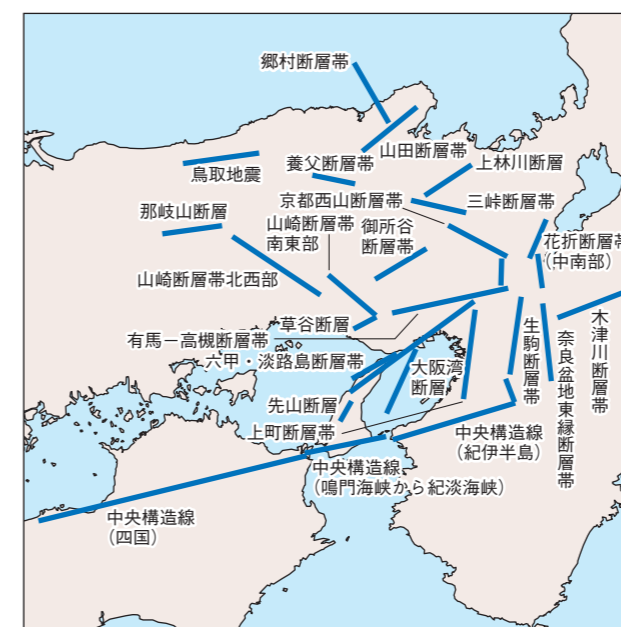 郷村断層帯
山田断層帯
鳥取地震
養父断層帯
上林川断層
京都西山断層帯
三峠断層帯
那岐山断層
山崎断層帯
南東部
御所谷
断層帯
花折断層帯
（中南部）
山崎断層帯北西部
草谷断層
有馬－高槻断層帯
六甲・淡路島断層帯
大阪湾
断層
先山断層
上町断層帯
生駒断層帯
奈良盆地東縁断層帯
木津川断層帯
中央構造線
（紀伊半島）
中央構造線
（鳴門海峡から紀淡海峡）
中央構造線
（四国）